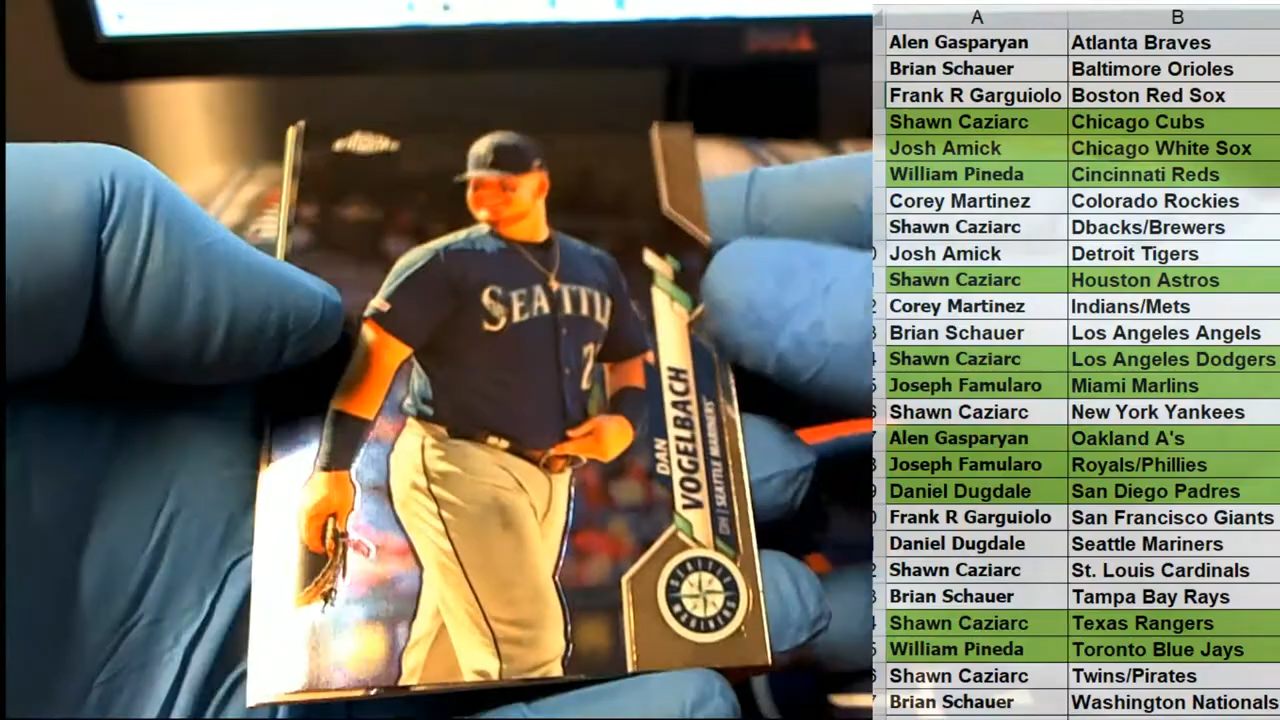 SEATTL
2
DAN
VOGELBACH
DH | SEATTLE MARINERS
SEATTLE
MARINERS
A B
Alen Gasparyan Atlanta Braves
Brian Schauer Baltimore Orioles
Frank R Garguiolo Boston Red Sox
Shawn Caziarc Chicago Cubs
Josh Amick Chicago White Sox
William Pineda Cincinnati Reds
Corey Martinez Colorado Rockies
Shawn Caziarc Dbacks/Brewers
Josh Amick Detroit Tigers
Shawn Caziarc Houston Astros
Corey Martinez Indians/Mets
Brian Schauer Los Angeles Angels
Shawn Caziarc Los Angeles Dodgers
Joseph Famularo Miami Marlins
Shawn Caziarc New York Yankees
Alen Gasparyan Oakland A's
Joseph Famularo Royals/Phillies
Daniel Dugdale San Diego Padres
Frank R Garguiolo San Francisco Giants
Daniel Dugdale Seattle Mariners
Shawn Caziarc St. Louis Cardinals
Brian Schauer Tampa Bay Rays
Shawn Caziarc Texas Rangers
William Pineda Toronto Blue Jays
Shawn Caziarc Twins/Pirates
Brian Schauer Washington Nationals